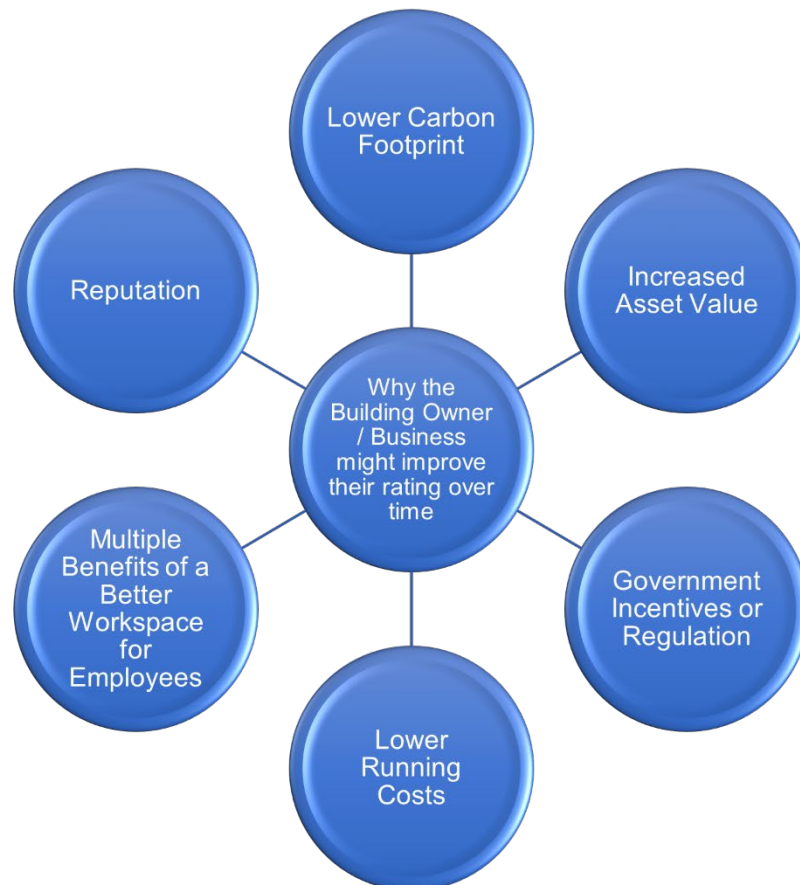 Lower Carbon
Footprint
Increased
Asset Value
Government
Incentives or
Regulation
Lower
Running
Costs
Multiple
Benefits of a
Better
Workspace
for
Employees
Reputation
Why the
Building Owner
/ Business
might improve
their rating over
time